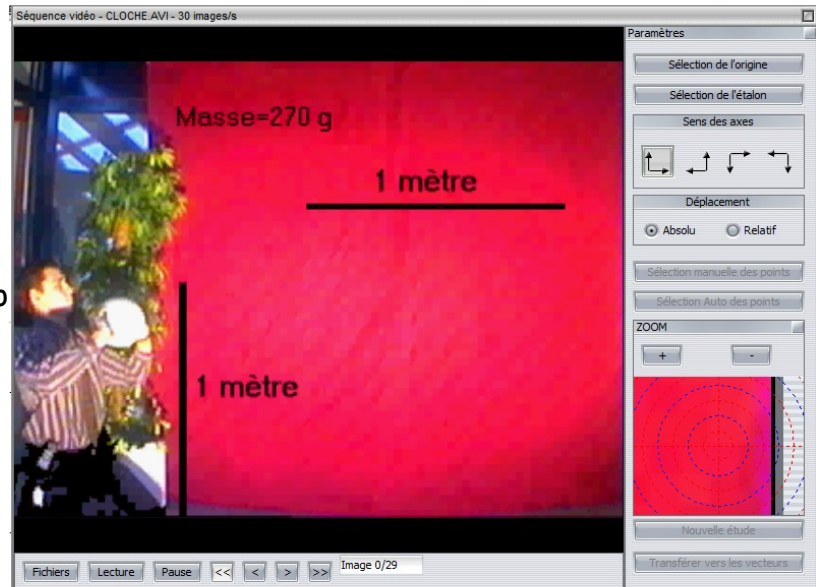 Séquence vidéo - CLOCHE.AVI - 30 images/s
Masse=270 g
1 mètre
1 mètre
Fichiers
Lecture
Pause
<<
<
>
>>
Image 0/29
Paramètres
Sélection de l'origine
Sélection de l'étalon
Sens des axes
Déplacement
Absolu
Relatif
Sélection manuelle des points
Sélection Auto des points
ZOOM
+
-
Nouvelle étude
Transférer vers les vecteurs